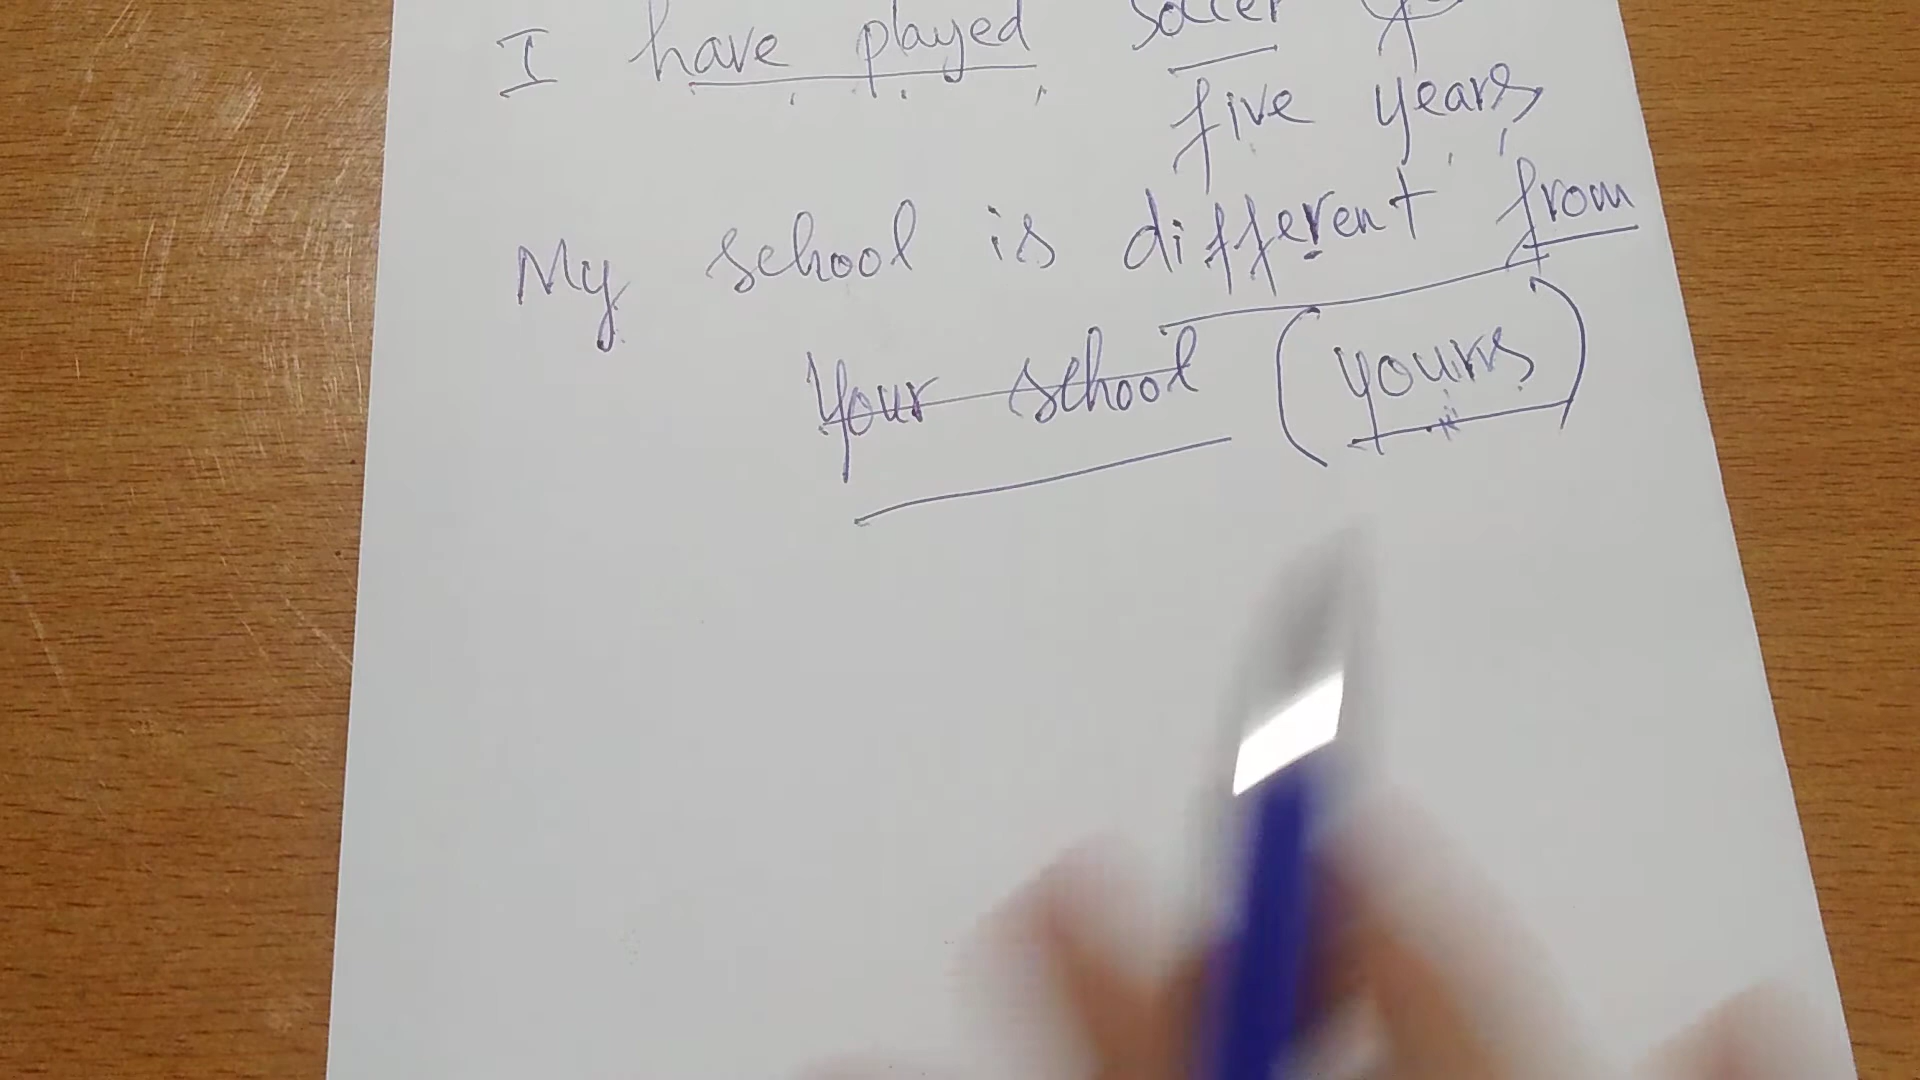 I have played soccer
five years
My school is different from
Your school (yours)